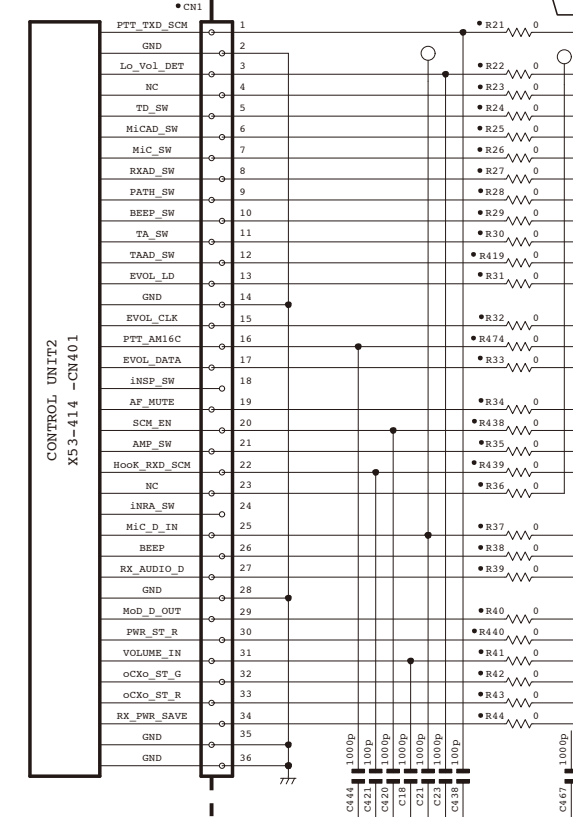 •CN1
PTT_TXD_SCM 1 •R21 0
GND 2
Lo_Vol_DET 3 •R22 0
NC 4 •R23 0
TD_SW 5 •R24 0
MiCAD_SW 6 •R25 0
MiC_SW 7 •R26 0
RXAD_SW 8 •R27 0
PATH_SW 9 •R28 0
BEEP_SW 10 •R29 0
TA_SW 11 •R30 0
TAAD_SW 12 •R419 0
EVOL_LD 13 •R31 0
GND 14
EVOL_CLK 15 •R32 0
PTT_AM16C 16 •R474 0
EVOL_DATA 17 •R33 0
iNSP_SW 18
AF_MUTE 19 •R34 0
SCM_EN 20 •R438 0
AMP_SW 21 •R35 0
HooK_RXD_SCM 22 •R439 0
NC 23 •R36 0
iNRA_SW 24
MiC_D_IN 25 •R37 0
BEEP 26 •R38 0
RX_AUDIO_D 27 •R39 0
GND 28
MoD_D_OUT 29 •R40 0
PWR_ST_R 30 •R440 0
VOLUME_IN 31 •R41 0
oCXo_ST_G 32 •R42 0
oCXo_ST_R 33 •R43 0
RX_PWR_SAVE 34 •R44 0
GND 35
GND 36
CONTROL UNIT2
X53-414 -CN401
C444 1000p
C421 100p
C420 1000p
C18 1000p
C21 1000p
C23 1000p
C438 100p
C467 1000p